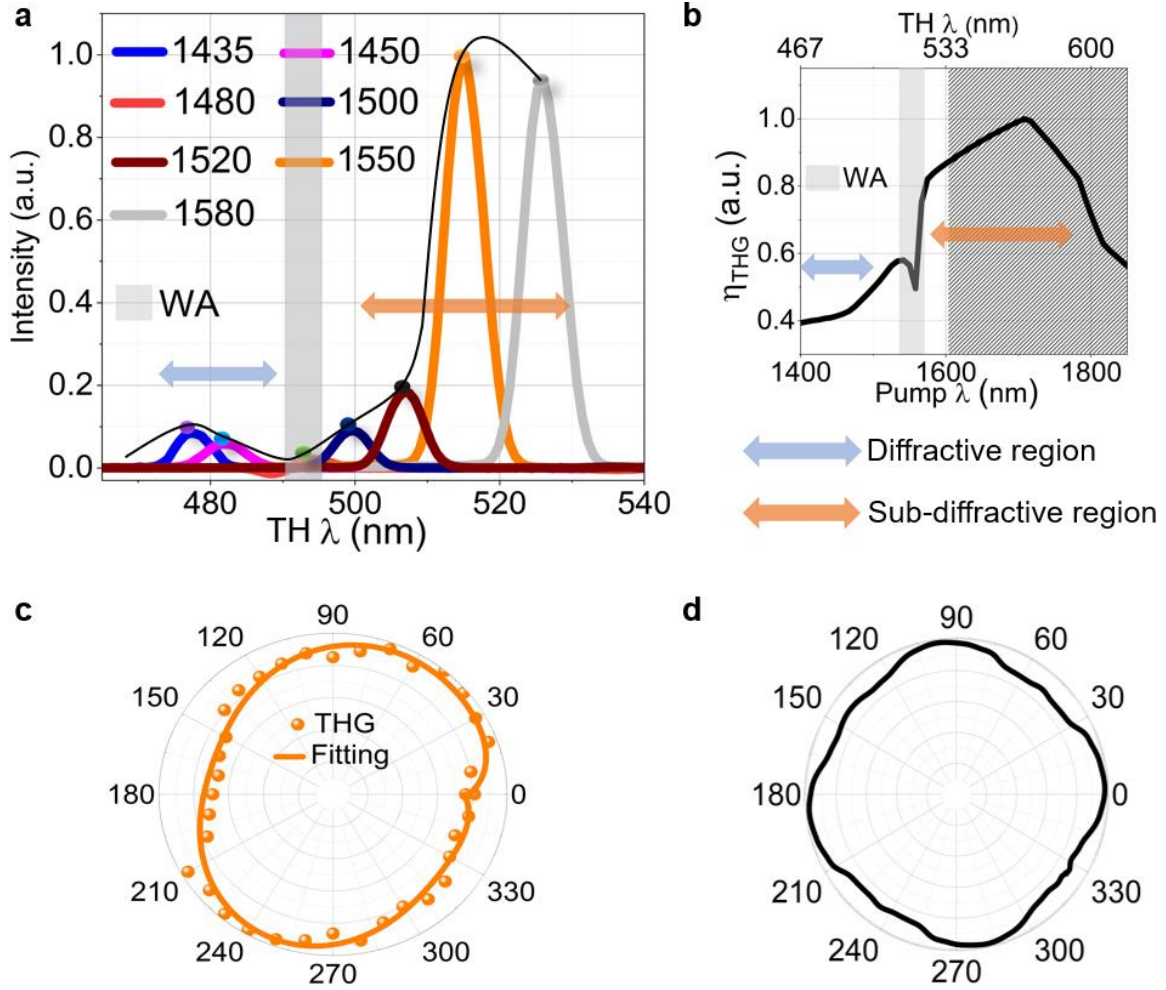 a
Intensity (a.u.)
1.0
0.8
0.6
0.4
0.2
0.0
1435 1450
1480 1500
1520 1550
1580
WA
480 500 520 540
TH λ (nm)
b
TH λ (nm)
467 533 600
η_THG (a.u.)
1.0
0.8
0.6
0.4
WA
1400 1600 1800
Pump λ (nm)
Diffractive region
Sub-diffractive region
c
90
120 60
150 30
THG
Fitting
180 0
210 330
240 300
270
d
90
120 60
150 30
180 0
210 330
240 300
270